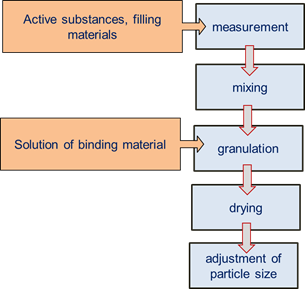 Active substances, filling
materials
measurement
mixing
Solution of binding material
granulation
drying
adjustment of
particle size